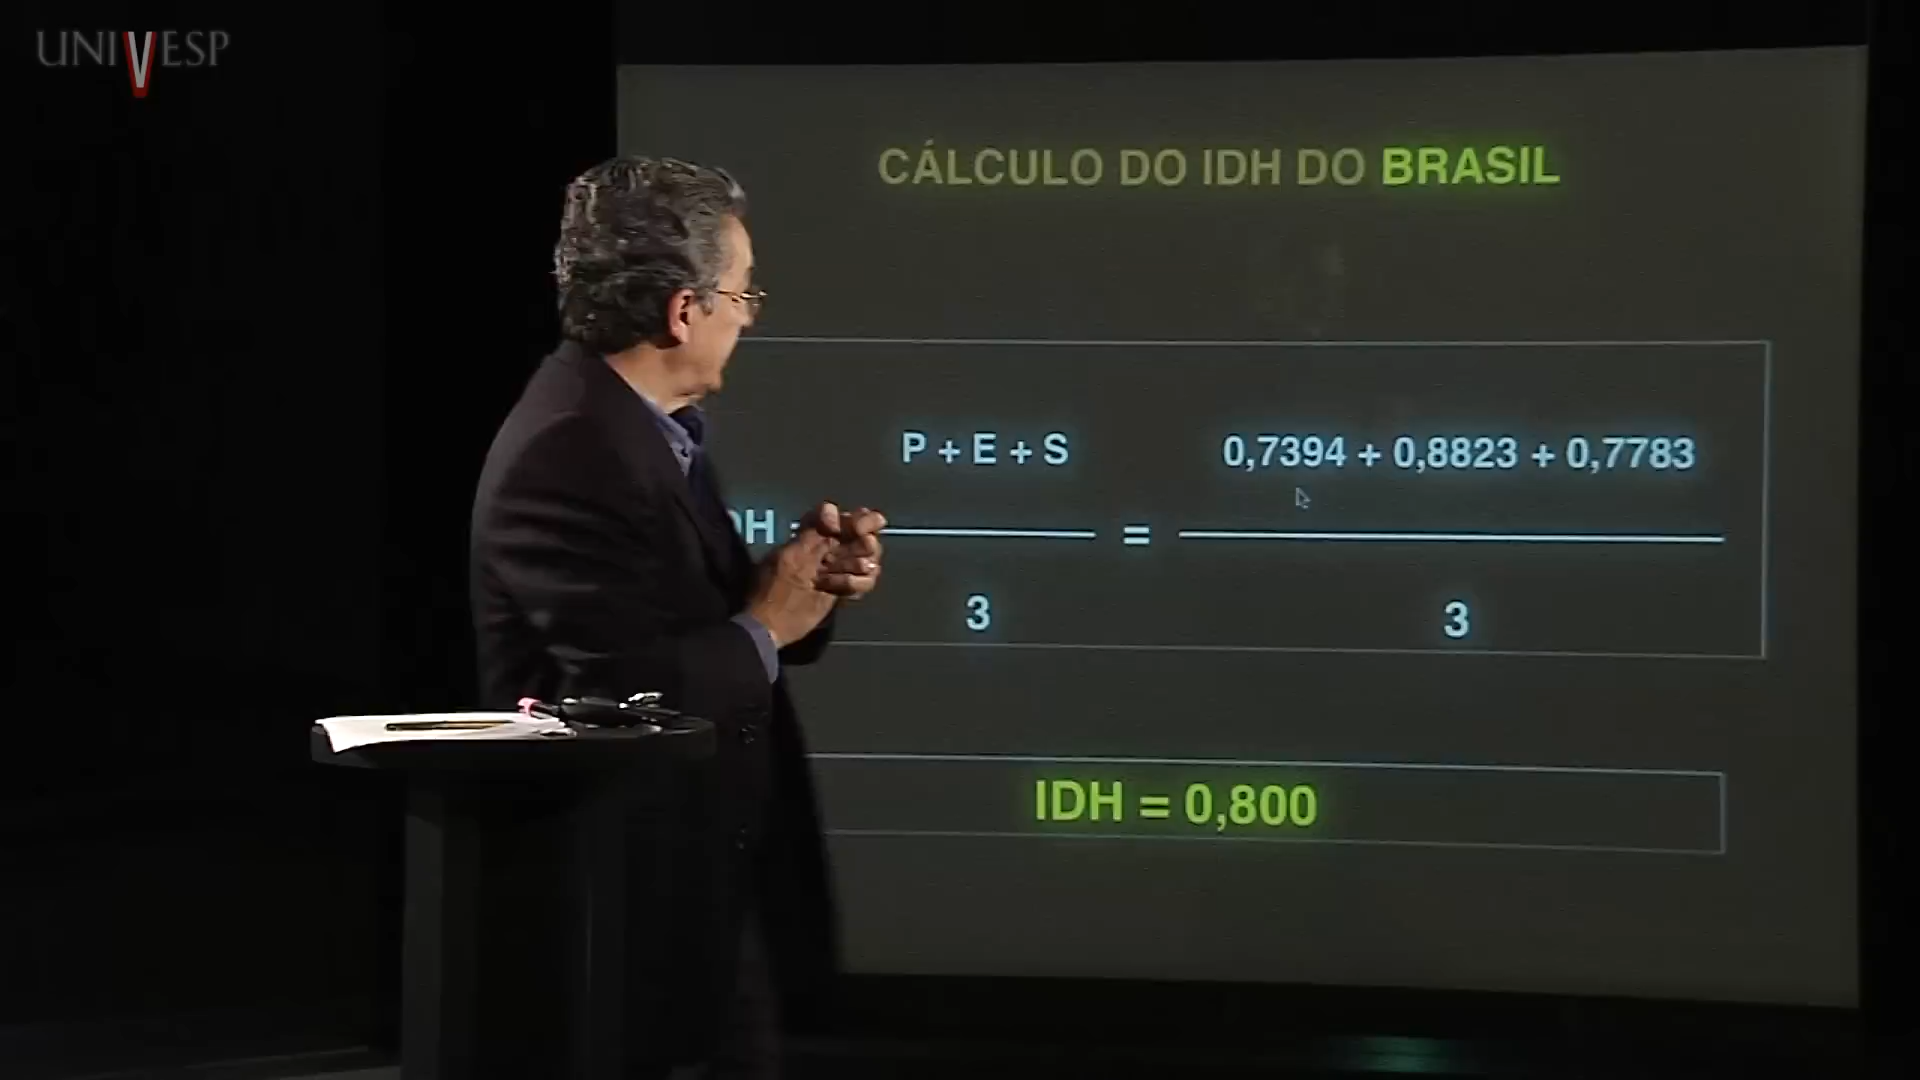 UNIVESP
CÁLCULO DO IDH DO BRASIL
P + E + S
0,7394 + 0,8823 + 0,7783
DH = =
3
3
IDH = 0,800